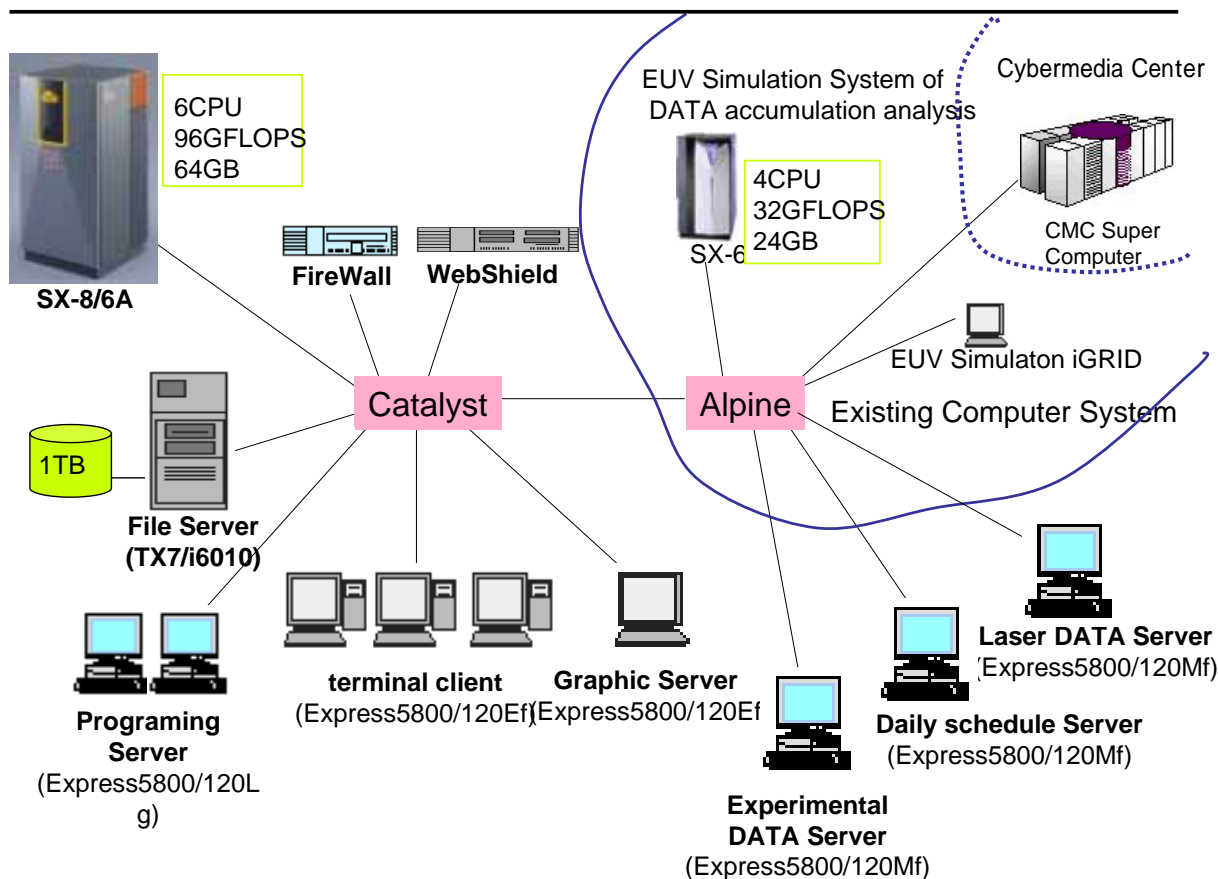 6CPU
96GFLOPS
64GB
SX-8/6A
FireWall
WebShield
EUV Simulation System of
DATA accumulation analysis
4CPU
32GFLOPS
24GB
SX-6
Cybermedia Center
CMC Super
Computer
EUV Simulaton iGRID
Catalyst
Alpine
Existing Computer System
1TB
File Server
(TX7/i6010)
Programing
Server
(Express5800/120L
g)
terminal client
(Express5800/120Ef)
Graphic Server
(Express5800/120Ef
Laser DATA Server
(Express5800/120Mf)
Daily schedule Server
(Express5800/120Mf)
Experimental
DATA Server
(Express5800/120Mf)